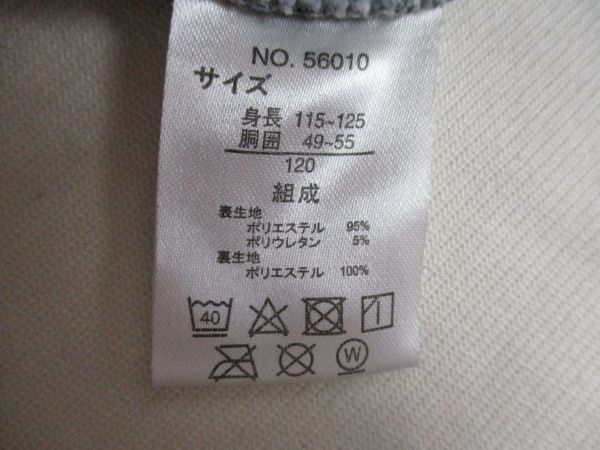 NO. 56010
サイズ
身長 115~125
胴囲 49~55
120
組成
表生地
ポリエステル 95%
ポリウレタン 5%
裏生地
ポリエステル 100%
40
W